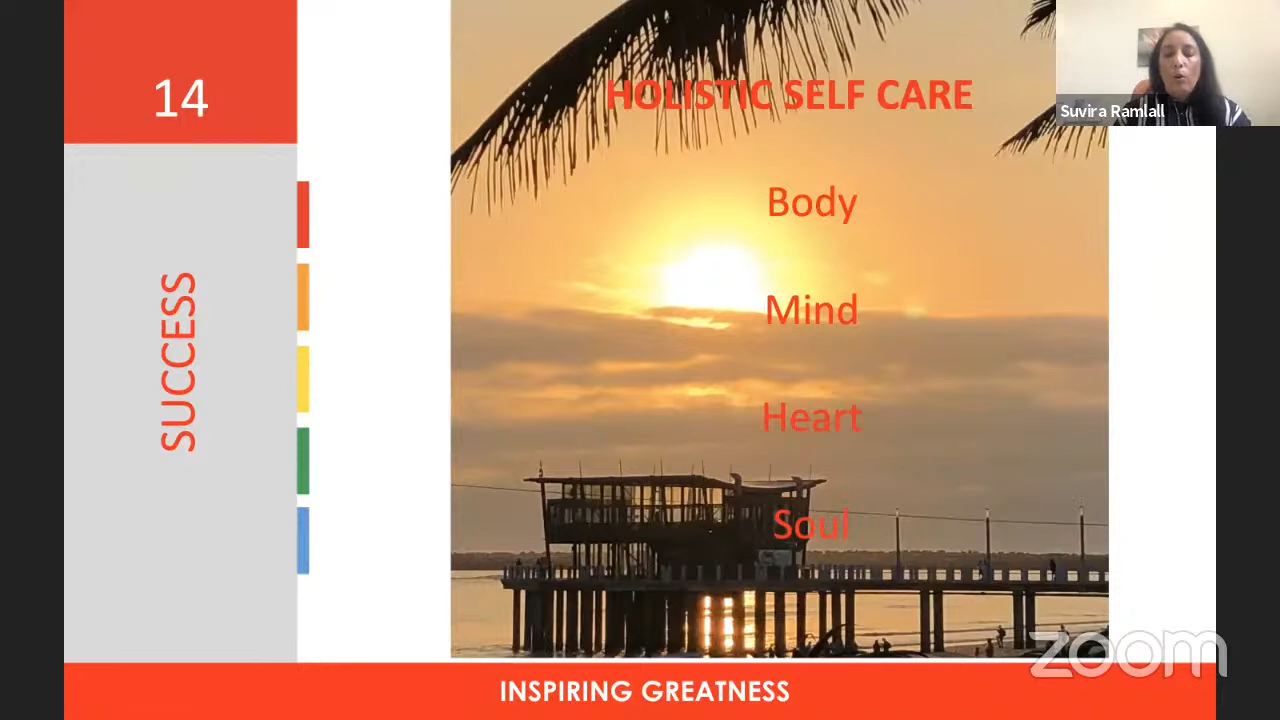 14
SUCCESS
HOLISTIC SELF CARE
Body
Mind
Heart
Soul
INSPIRING GREATNESS
Suvira Ramlall
zoom